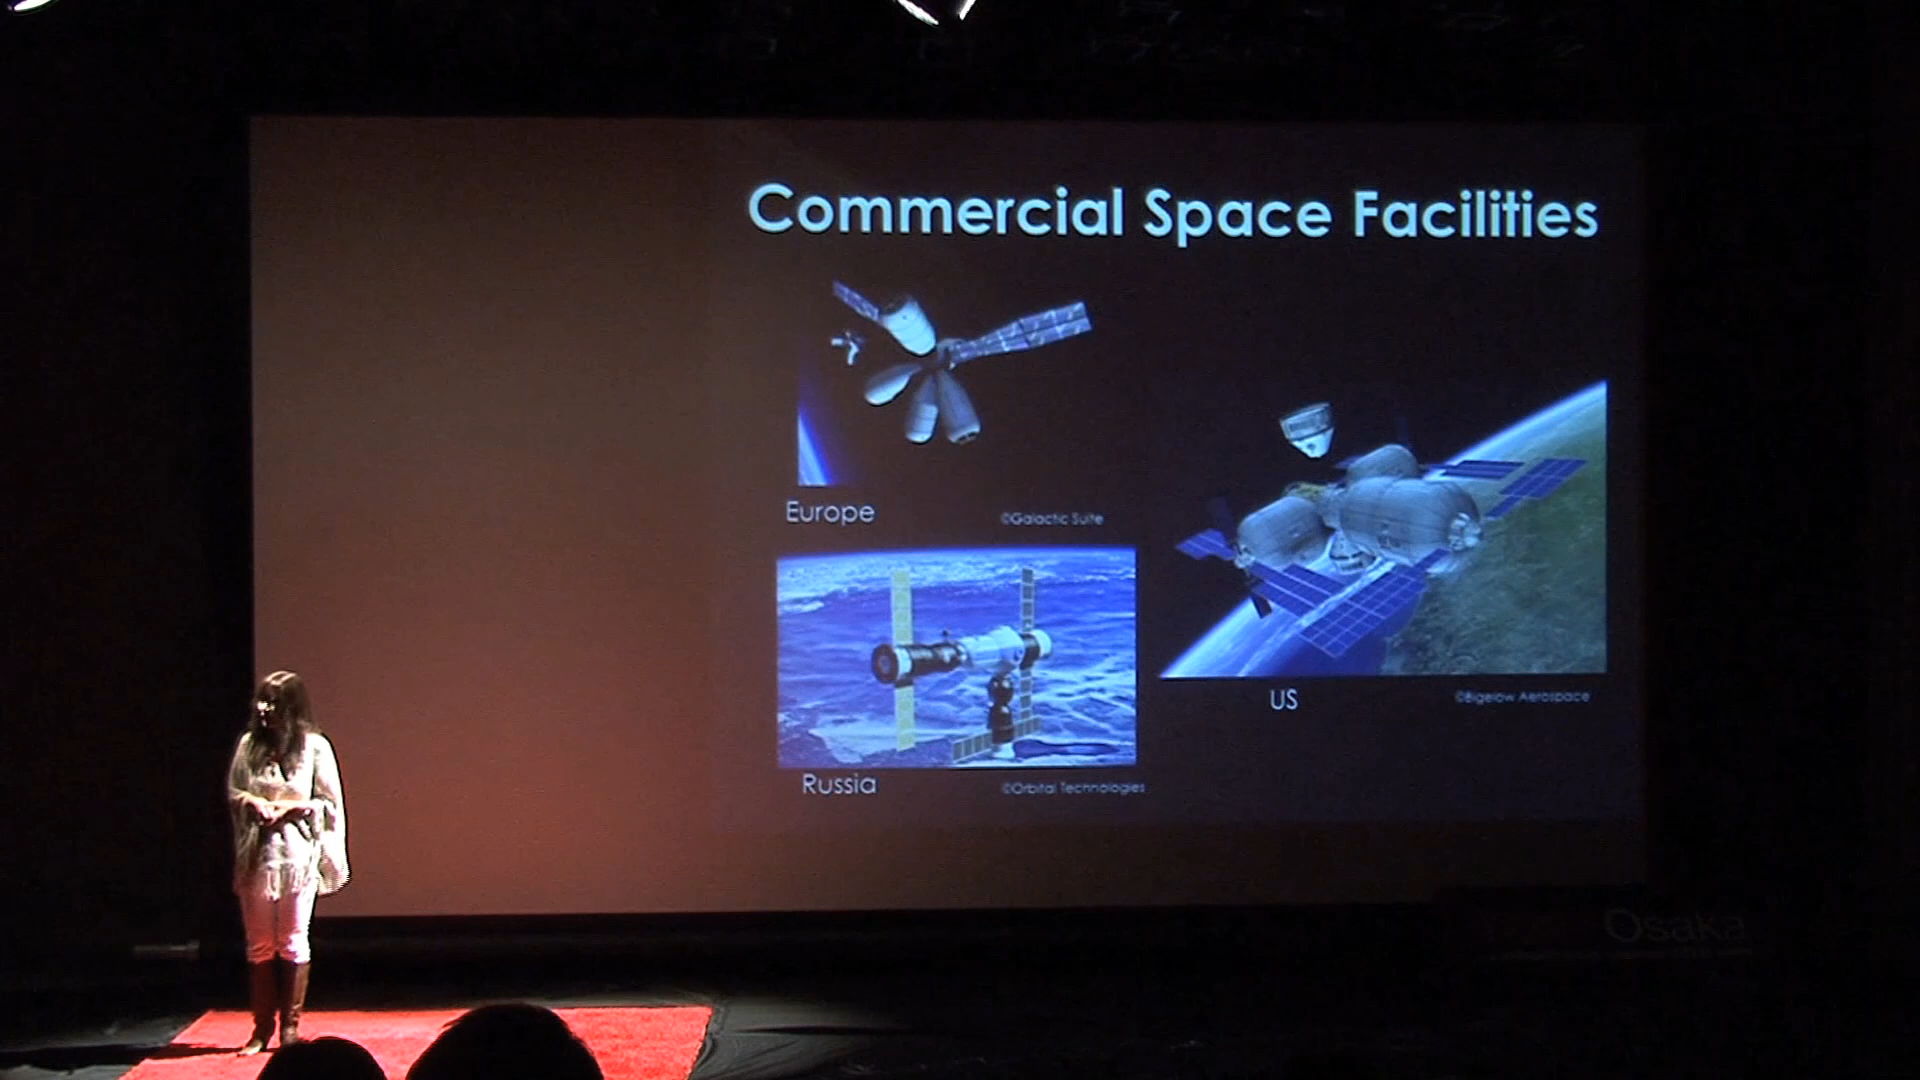 Commercial Space Facilities
Europe
©Galactic Suite
Russia
©Orbital Technologies
US
©Bigelow Aerospace
Osaka